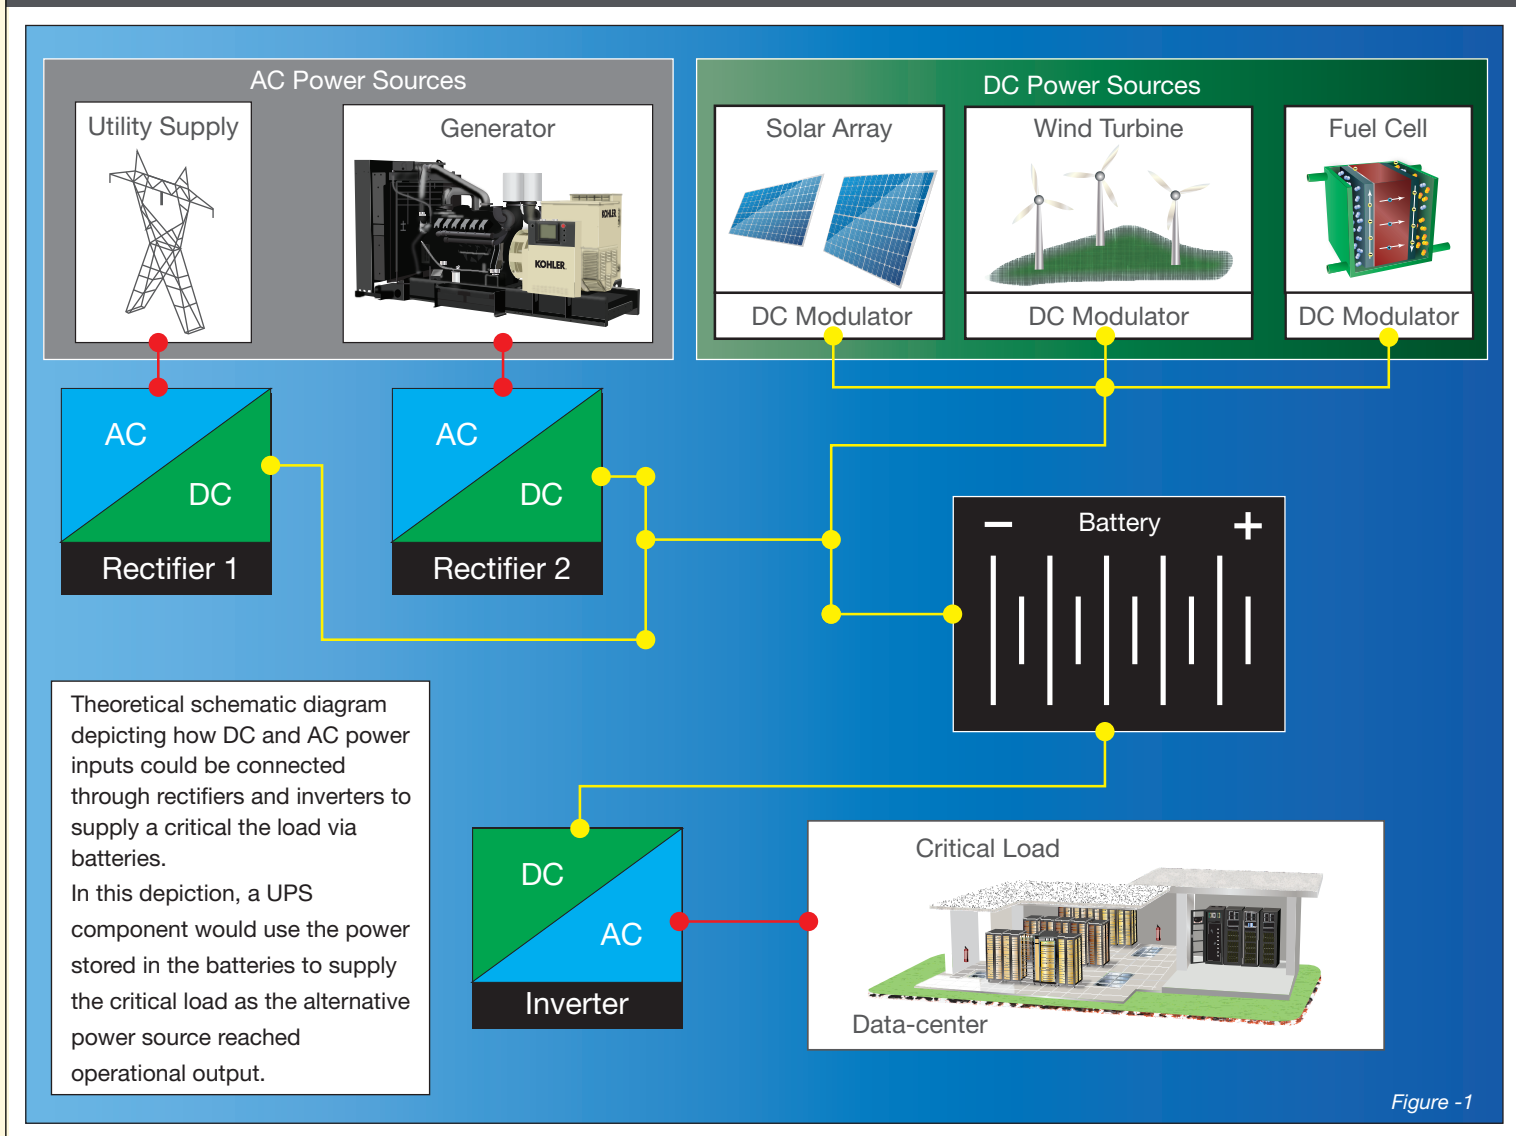 AC Power Sources
Utility Supply
Generator
KOHLER
KOHLER
KOHLER.
DC Power Sources
Solar Array
Wind Turbine
Fuel Cell
DC Modulator
DC Modulator
DC Modulator
AC
DC
Rectifier 1
AC
DC
Rectifier 2
− Battery +
Theoretical schematic diagram
depicting how DC and AC power
inputs could be connected
through rectifiers and inverters to
supply a critical the load via
batteries.
In this depiction, a UPS
component would use the power
stored in the batteries to supply
the critical load as the alternative
power source reached
operational output.
DC
AC
Inverter
Critical Load
Data-center
Figure -1